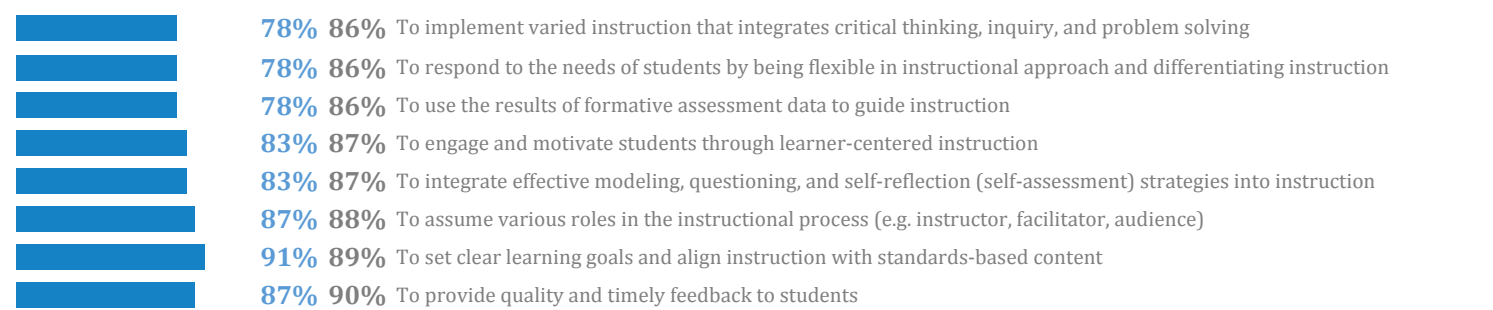 78% 86% To implement varied instruction that integrates critical thinking, inquiry, and problem solving
78% 86% To respond to the needs of students by being flexible in instructional approach and differentiating instruction
78% 86% To use the results of formative assessment data to guide instruction
83% 87% To engage and motivate students through learner-centered instruction
83% 87% To integrate effective modeling, questioning, and self-reflection (self-assessment) strategies into instruction
87% 88% To assume various roles in the instructional process (e.g. instructor, facilitator, audience)
91% 89% To set clear learning goals and align instruction with standards-based content
87% 90% To provide quality and timely feedback to students